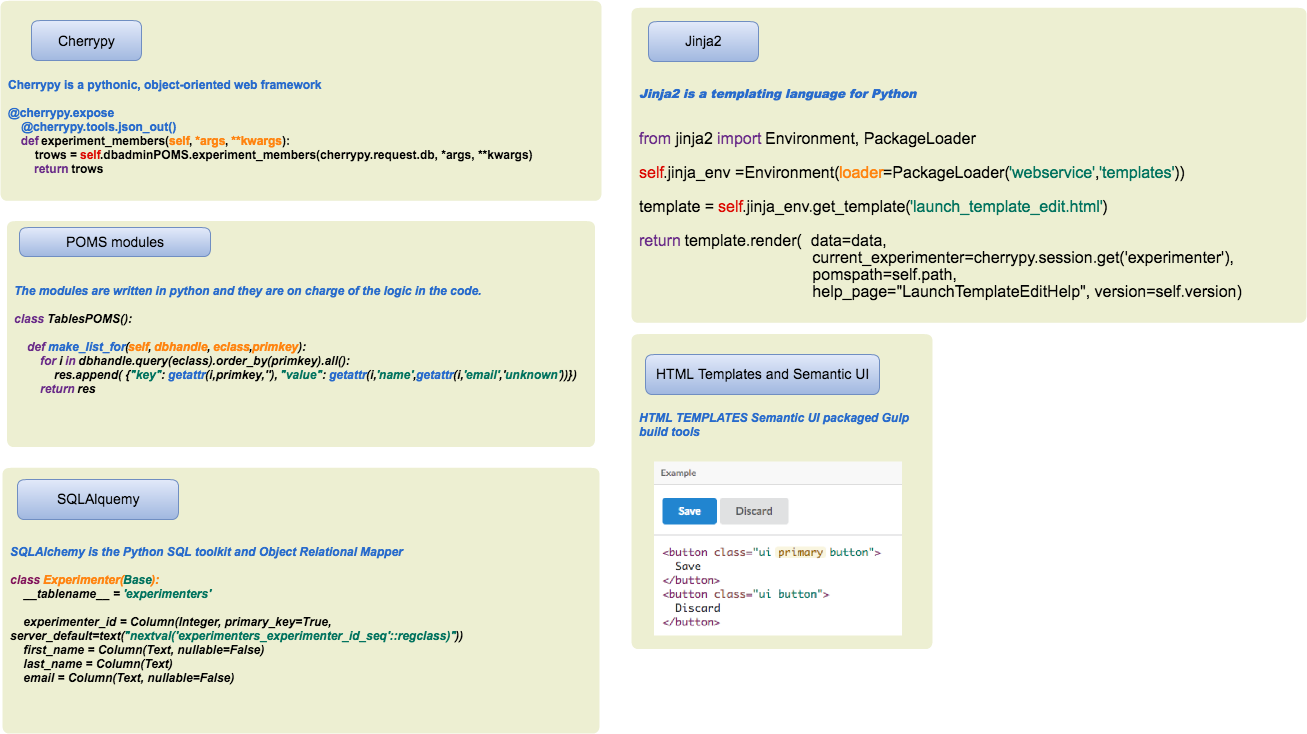 Cherrypy
Cherrypy is a pythonic, object-oriented web framework
@cherrypy.expose
@cherrypy.tools.json_out()
def experiment_members(self, *args, **kwargs):
trows = self.dbadminPOMS.experiment_members(cherrypy.request.db, *args, **kwargs)
return trows
POMS modules
The modules are written in python and they are on charge of the logic in the code.
class TablesPOMS():
def make_list_for(self, dbhandle, eclass,primkey):
for i in dbhandle.query(eclass).order_by(primkey).all():
res.append( {"key": getattr(i,primkey,''), "value": getattr(i,'name',getattr(i,'email','unknown'))})
return res
SQLAlquemy
SQLAlchemy is the Python SQL toolkit and Object Relational Mapper
class Experimenter(Base):
__tablename__ = 'experimenters'
experimenter_id = Column(Integer, primary_key=True,
server_default=text("nextval('experimenters_experimenter_id_seq'::regclass)"))
first_name = Column(Text, nullable=False)
last_name = Column(Text)
email = Column(Text, nullable=False)
Jinja2
Jinja2 is a templating language for Python
from jinja2 import Environment, PackageLoader
self.jinja_env =Environment(loader=PackageLoader('webservice','templates'))
template = self.jinja_env.get_template('launch_template_edit.html')
return template.render( data=data,
current_experimenter=cherrypy.session.get('experimenter'),
pomspath=self.path,
help_page="LaunchTemplateEditHelp", version=self.version)
HTML Templates and Semantic UI
HTML TEMPLATES Semantic UI packaged Gulp
build tools
Example
Save Discard
<button class="ui primary button">
Save
</button>
<button class="ui button">
Discard
</button>